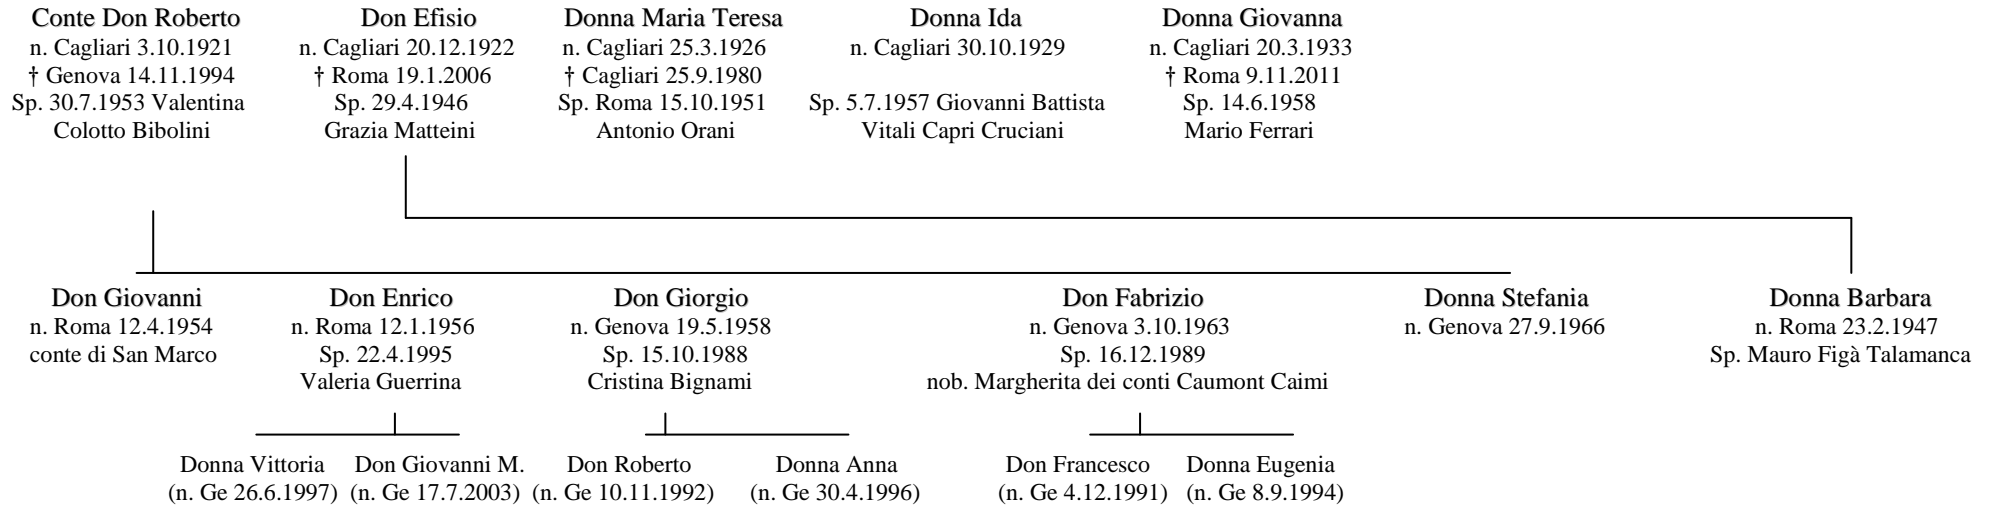 Conte Don Roberto
n. Cagliari 3.10.1921
† Genova 14.11.1994
Sp. 30.7.1953 Valentina
Colotto Bibolini
Don Efisio
n. Cagliari 20.12.1922
† Roma 19.1.2006
Sp. 29.4.1946
Grazia Matteini
Donna Maria Teresa
n. Cagliari 25.3.1926
† Cagliari 25.9.1980
Sp. Roma 15.10.1951
Antonio Orani
Donna Ida
n. Cagliari 30.10.1929
Sp. 5.7.1957 Giovanni Battista
Vitali Capri Cruciani
Donna Giovanna
n. Cagliari 20.3.1933
† Roma 9.11.2011
Sp. 14.6.1958
Mario Ferrari
Don Giovanni
n. Roma 12.4.1954
conte di San Marco
Don Enrico
n. Roma 12.1.1956
Sp. 22.4.1995
Valeria Guerrina
Don Giorgio
n. Genova 19.5.1958
Sp. 15.10.1988
Cristina Bignami
Don Fabrizio
n. Genova 3.10.1963
Sp. 16.12.1989
nob. Margherita dei conti Caumont Caimi
Donna Stefania
n. Genova 27.9.1966
Donna Barbara
n. Roma 23.2.1947
Sp. Mauro Figà Talamanca
Donna Vittoria
(n. Ge 26.6.1997)
Don Giovanni M.
(n. Ge 17.7.2003)
Don Roberto
(n. Ge 10.11.1992)
Donna Anna
(n. Ge 30.4.1996)
Don Francesco
(n. Ge 4.12.1991)
Donna Eugenia
(n. Ge 8.9.1994)